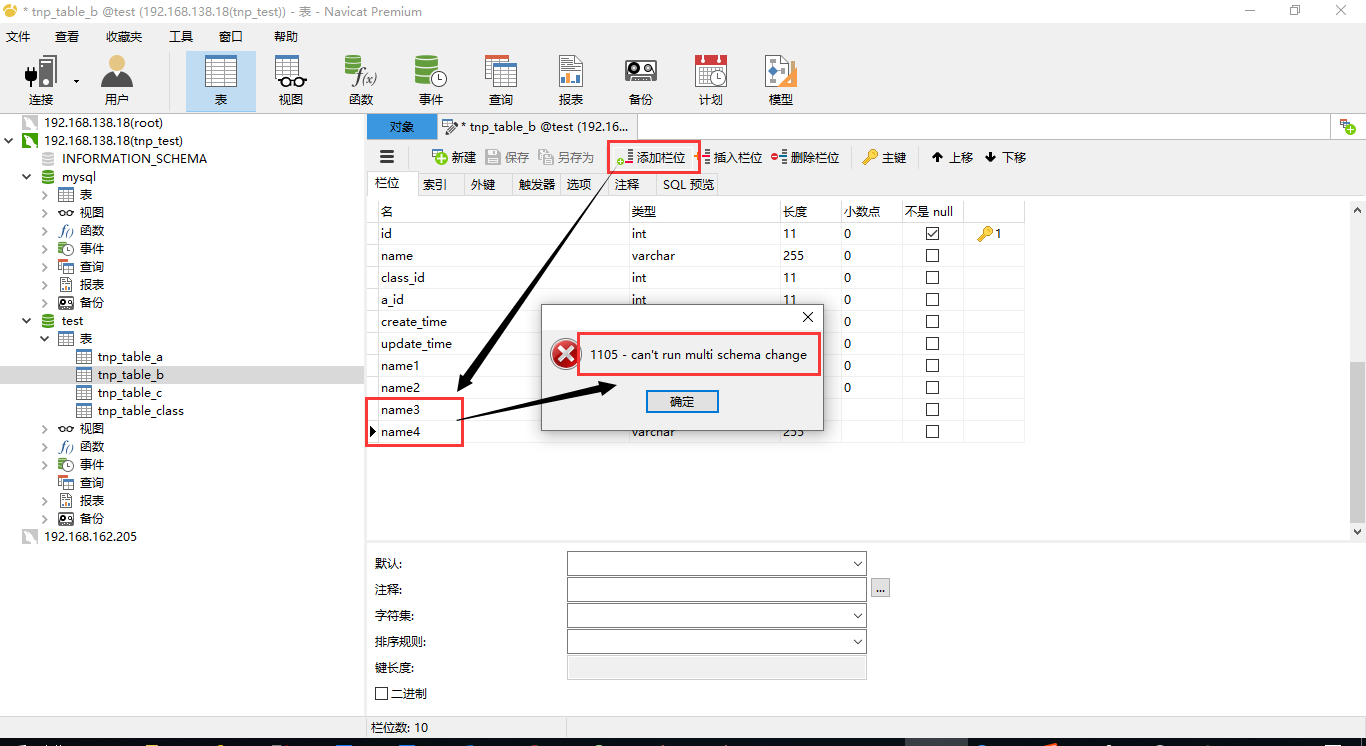 * tnp_table_b @test (192.168.138.18(tnp_test)) - 表 - Navicat Premium
文件 查看 收藏夹 工具 窗口 帮助
连接 用户 表 视图 函数 事件 查询 报表 备份 计划 模型
192.168.138.18(root)
192.168.138.18(tnp_test)
INFORMATION_SCHEMA
mysql
表
视图
函数
事件
查询
报表
备份
test
表
tnp_table_a
tnp_table_b
tnp_table_c
tnp_table_class
视图
函数
事件
查询
报表
备份
192.168.162.205
对象 * tnp_table_b @test (192.16...
新建 保存 另存为 添加栏位 插入栏位 删除栏位 主键 上移 下移
栏位 索引 外键 触发器 选项 注释 SQL 预览
名 类型 长度 小数点 不是 null
id int 11 0 1
name varchar 255 0
class_id int 11 0
a_id int 11 0
create_time 0
update_time 0
name1 0
name2 0
name3
name4 varchar 255
1105 - can't run multi schema change
确定
默认:
注释: ...
字符集:
排序规则:
键长度:
二进制
栏位数: 10